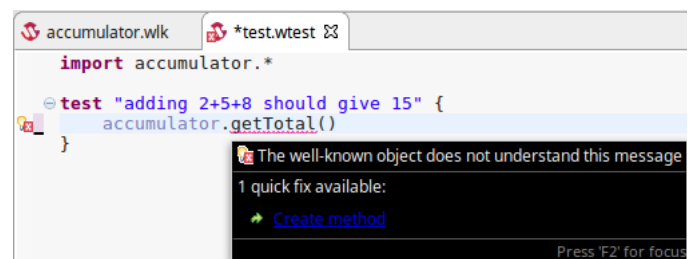 accumulator.wlk *test.wtest
import accumulator.*
test "adding 2+5+8 should give 15" {
accumulator.getTotal()
}
The well-known object does not understand this message
1 quick fix available:
Create method
Press 'F2' for focus